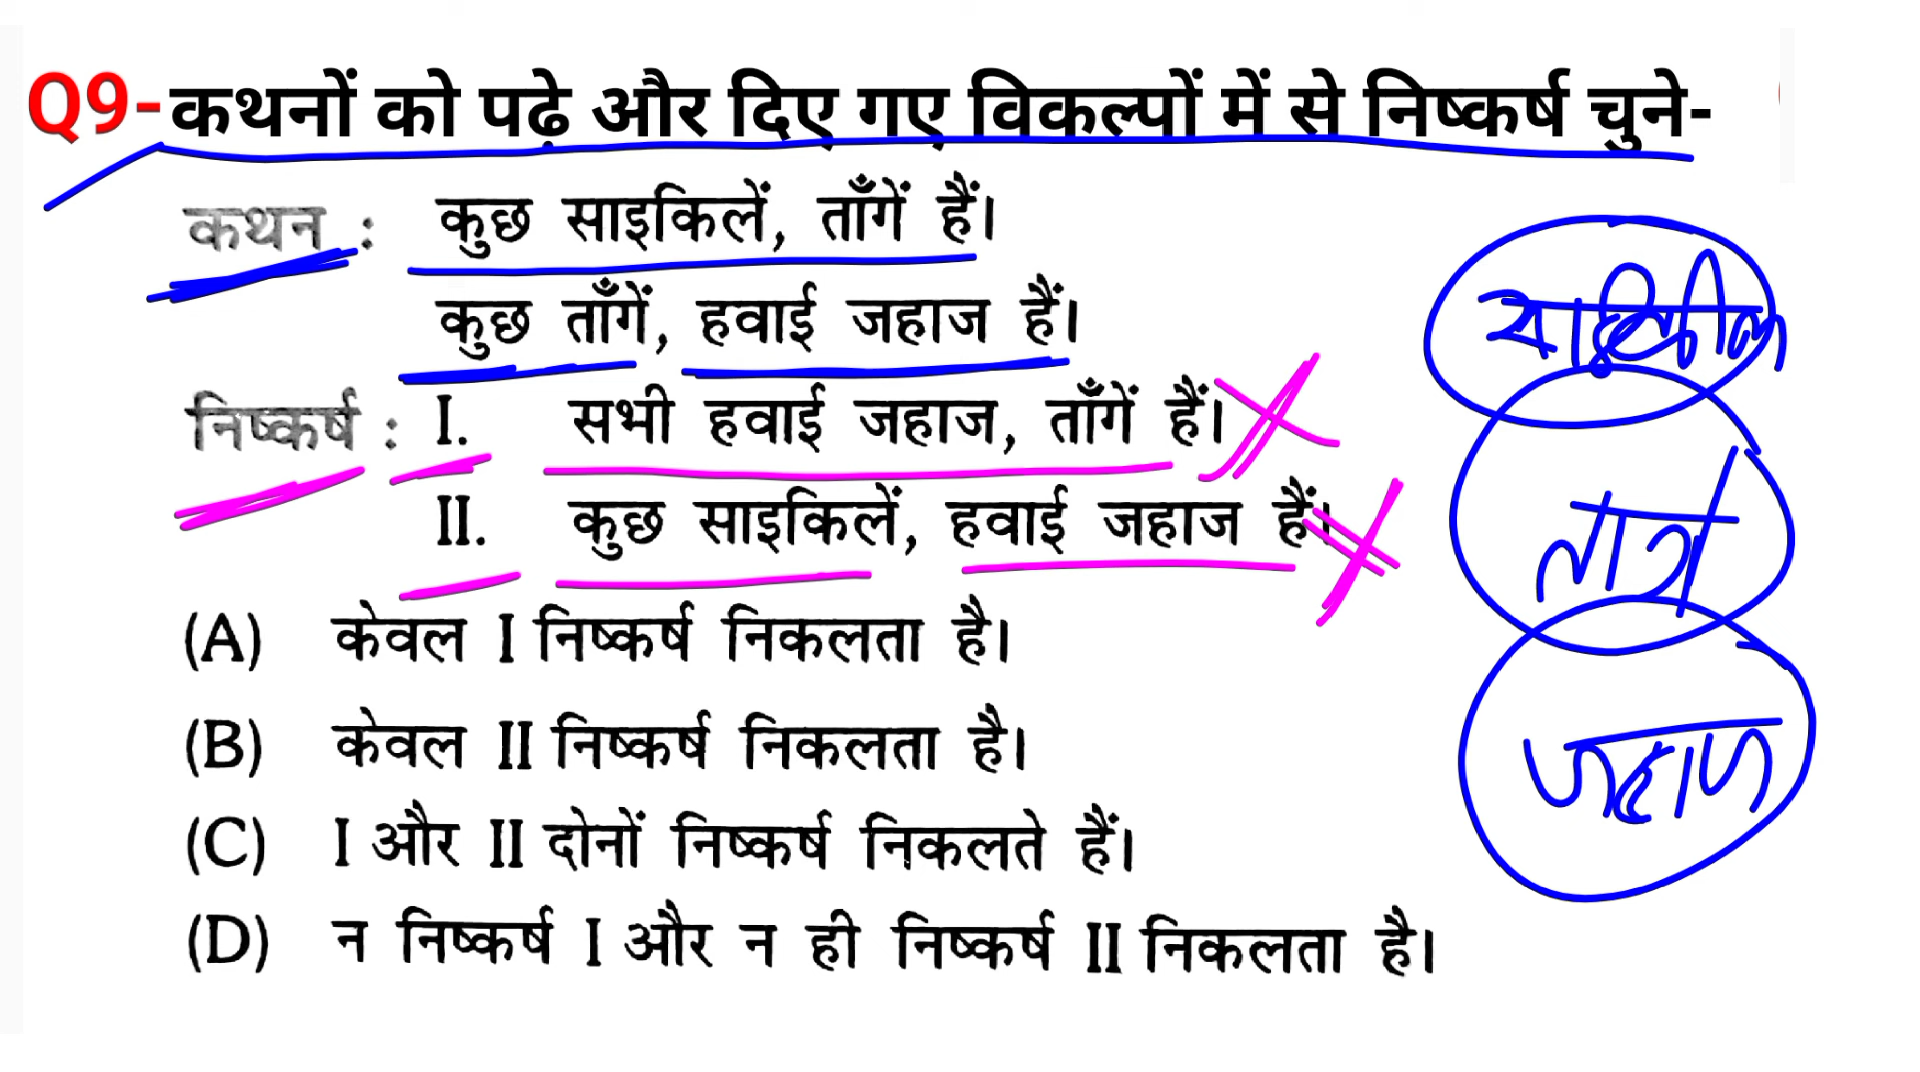 Q9-कथनों को पढ़े और दिए गए विकल्पों में से निष्कर्ष चुने-
कथन : कुछ साइकिलें, ताँगें हैं।
कुछ ताँगें, हवाई जहाज हैं।
निष्कर्ष : I. सभी हवाई जहाज, ताँगें हैं।
II. कुछ साइकिलें, हवाई जहाज हैं।
(A) केवल I निष्कर्ष निकलता है।
(B) केवल II निष्कर्ष निकलता है।
(C) I और II दोनों निष्कर्ष निकलते हैं।
(D) न निष्कर्ष I और न ही निष्कर्ष II निकलता है।
जहाज